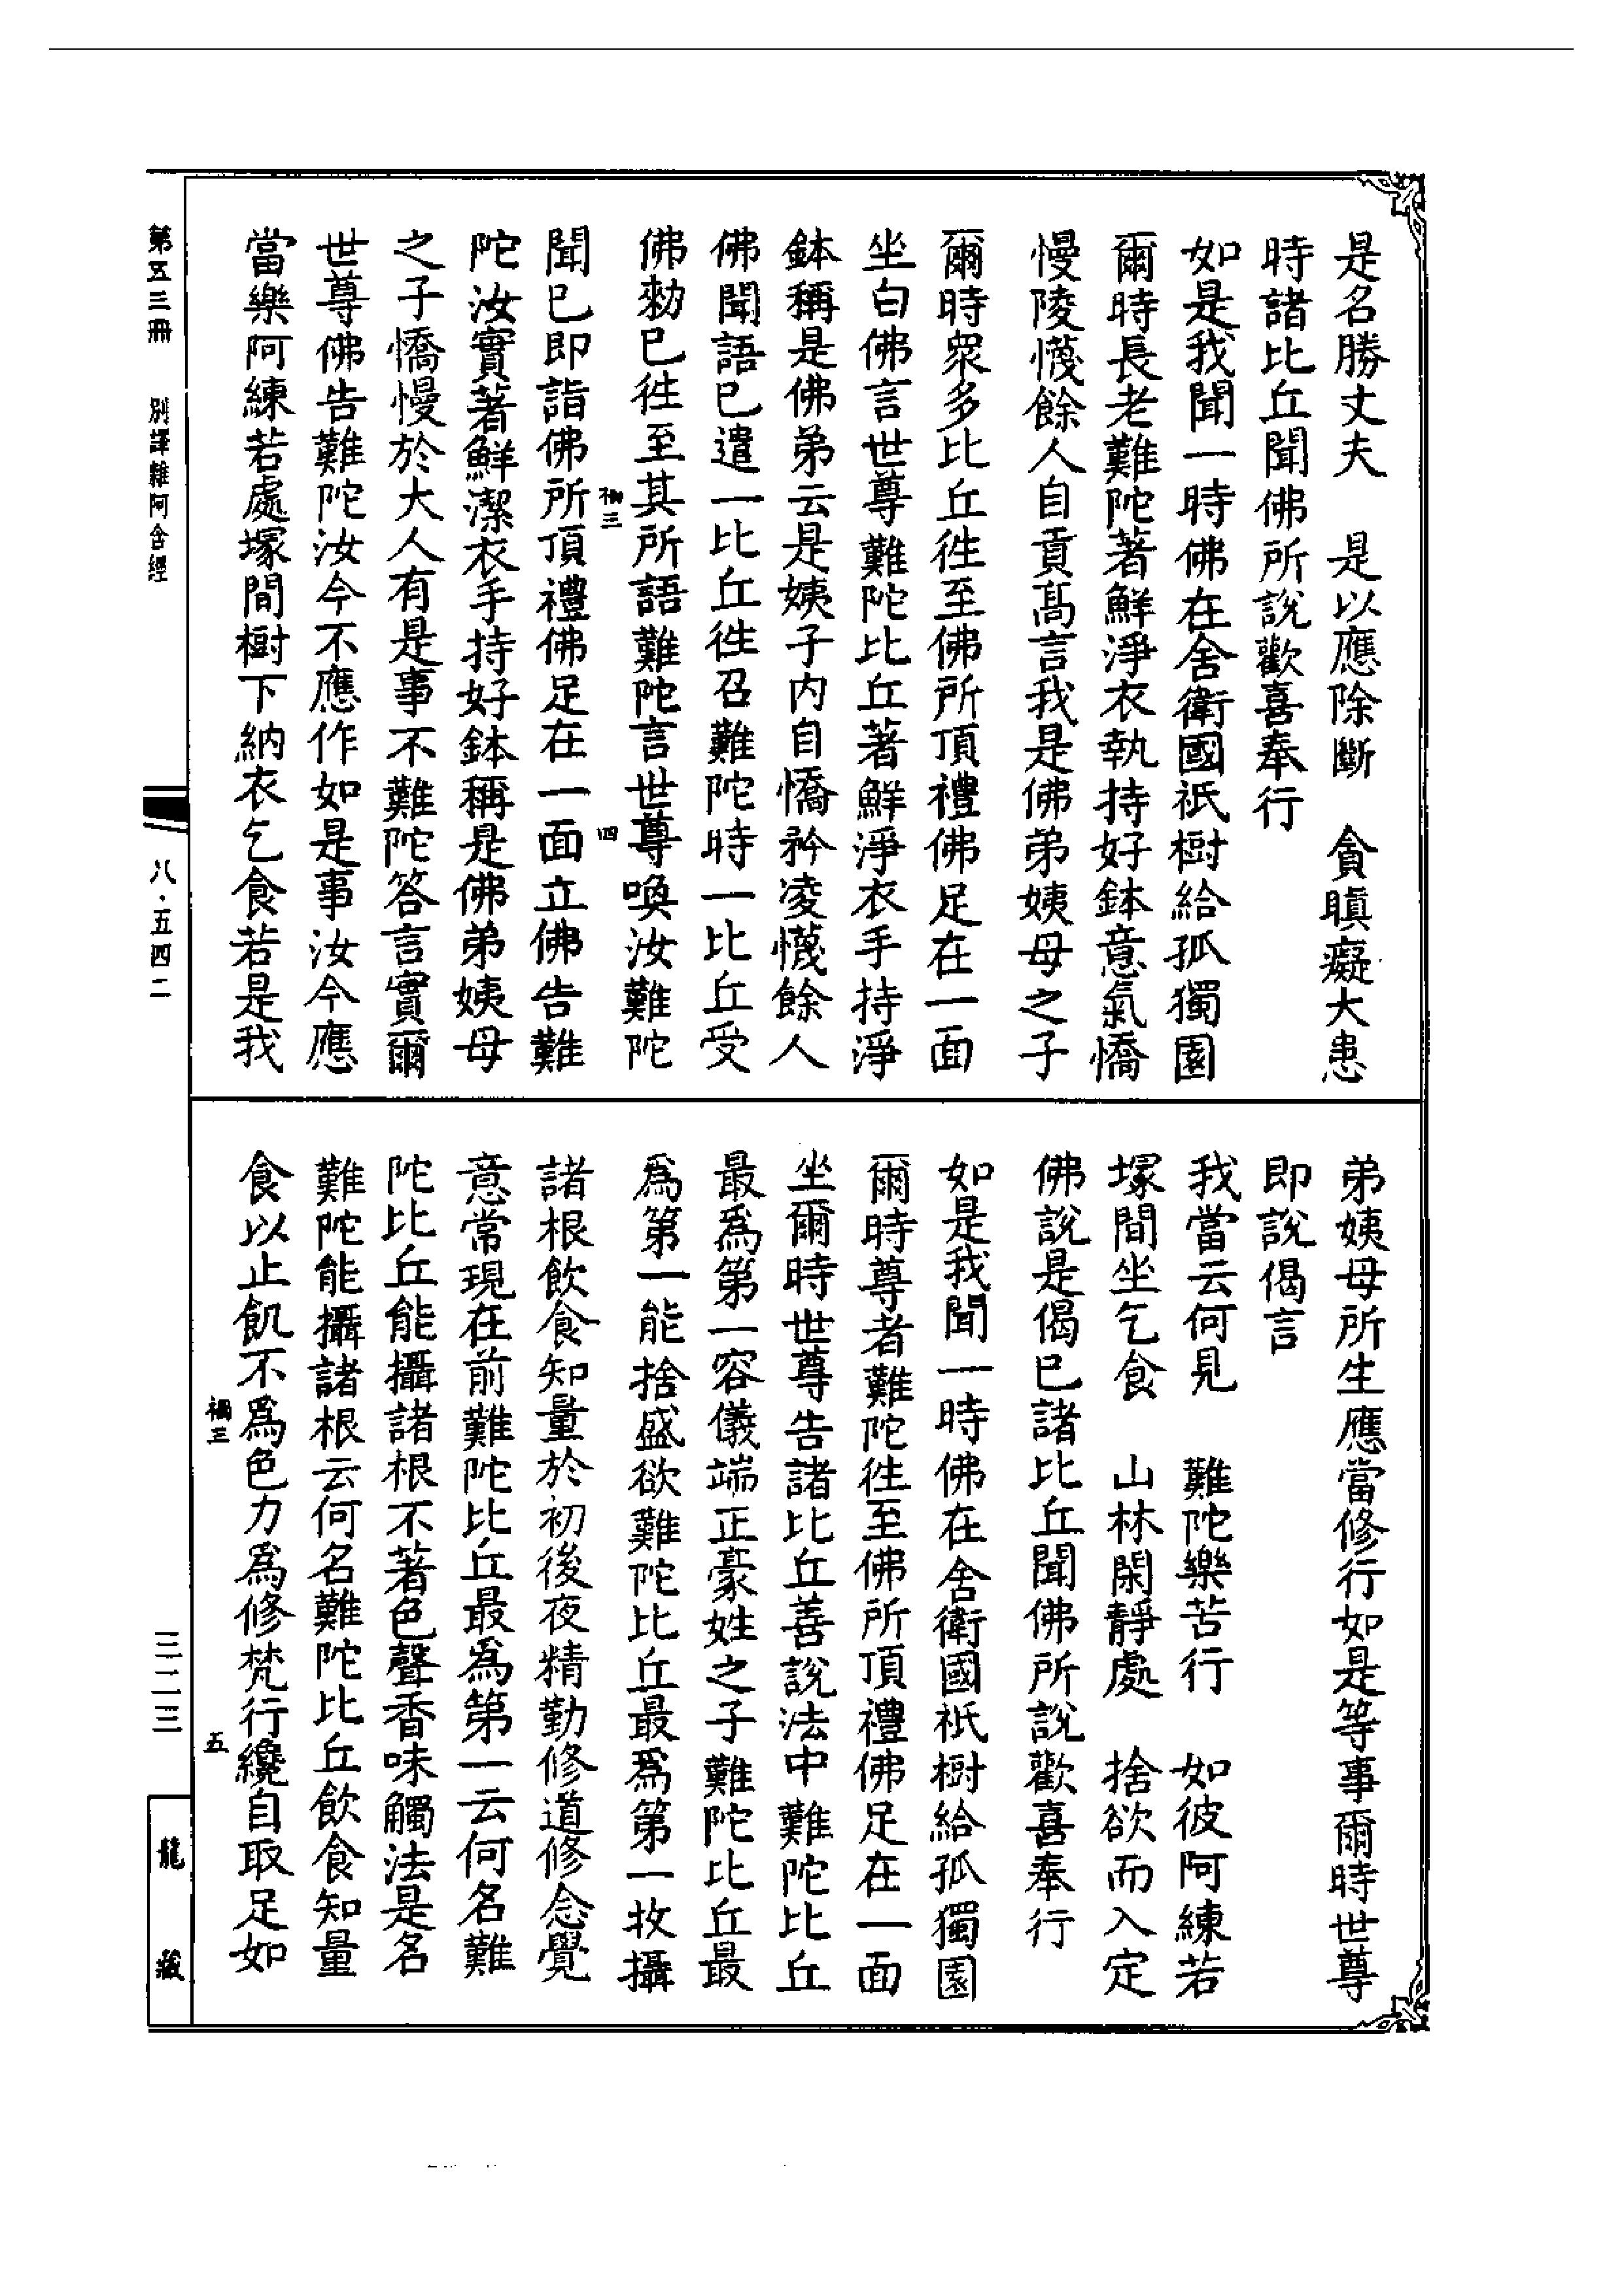 是名勝丈夫　是以應除斷　貪瞋癡大患
時諸比丘聞佛所說歡喜奉行
如是我聞一時佛在舍衛國祇樹給孤獨園
爾時長老難陀著鮮淨衣執持好鉢意氣憍
慢陵懱餘人自貢高言我是佛弟姨母之子
爾時眾多比丘徃至佛所頂禮佛足在一面
坐白佛言世尊難陀比丘著鮮淨衣手持淨
鉢稱是佛弟云是姨子內自憍矜凌懱餘人
佛聞語已遣一比丘徃召難陀時一比丘受
佛勑已徃至其所語難陀言世尊喚汝難陀
四
聞已即詣佛所頂禮佛足在一面立佛告難
陀汝實著鮮潔衣手持好鉢稱是佛弟姨母
之子憍慢於大人有是事不難陀答言實爾
世尊佛告難陀汝今不應作如是事汝今應
當樂阿練若處塚間樹下納衣乞食若是我
弟姨母所生應當修行如是等事爾時世尊
即說偈言
我當云何見　難陀樂苦行　如彼阿練若
塚間坐乞食　山林閑靜處　捨欲而入定
佛說是偈已諸比丘聞佛所說歡喜奉行
如是我聞一時佛在舍衛國祇樹給孤獨園
爾時尊者難陀徃至佛所頂禮佛足在一面
坐爾時世尊告諸比丘善說法中難陀比丘
最為第一容儀端正豪姓之子難陀比丘最
為第一能捨盛欲難陀比丘最為第一收攝
諸根飲食知量於初後夜精勤修道修念覺
意常現在前難陀比丘最為第一云何名難
陀比丘能攝諸根不著色聲香味觸法是名
難陀能攝諸根云何名難陀比丘飲食知量
食以止飢不為色力為修梵行纔自取足如
五
第五三冊　別譯雜阿含經
八·五四二
三二三
龍藏